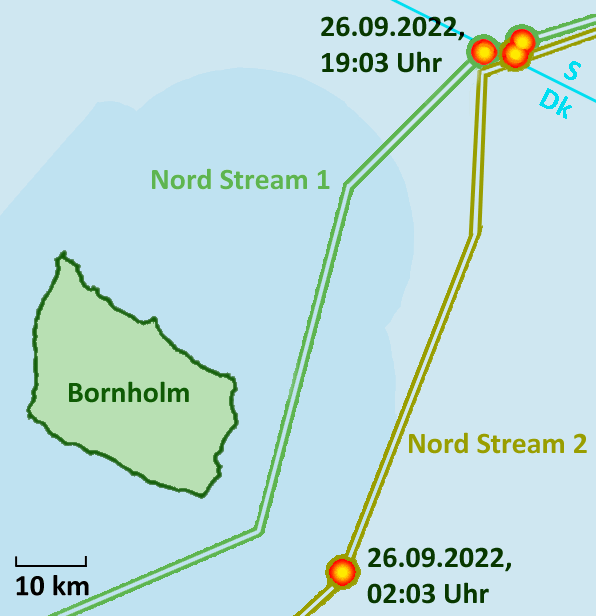 26.09.2022,
19:03 Uhr
S
Dk
Nord Stream 1
Bornholm
Nord Stream 2
26.09.2022,
02:03 Uhr
10 km